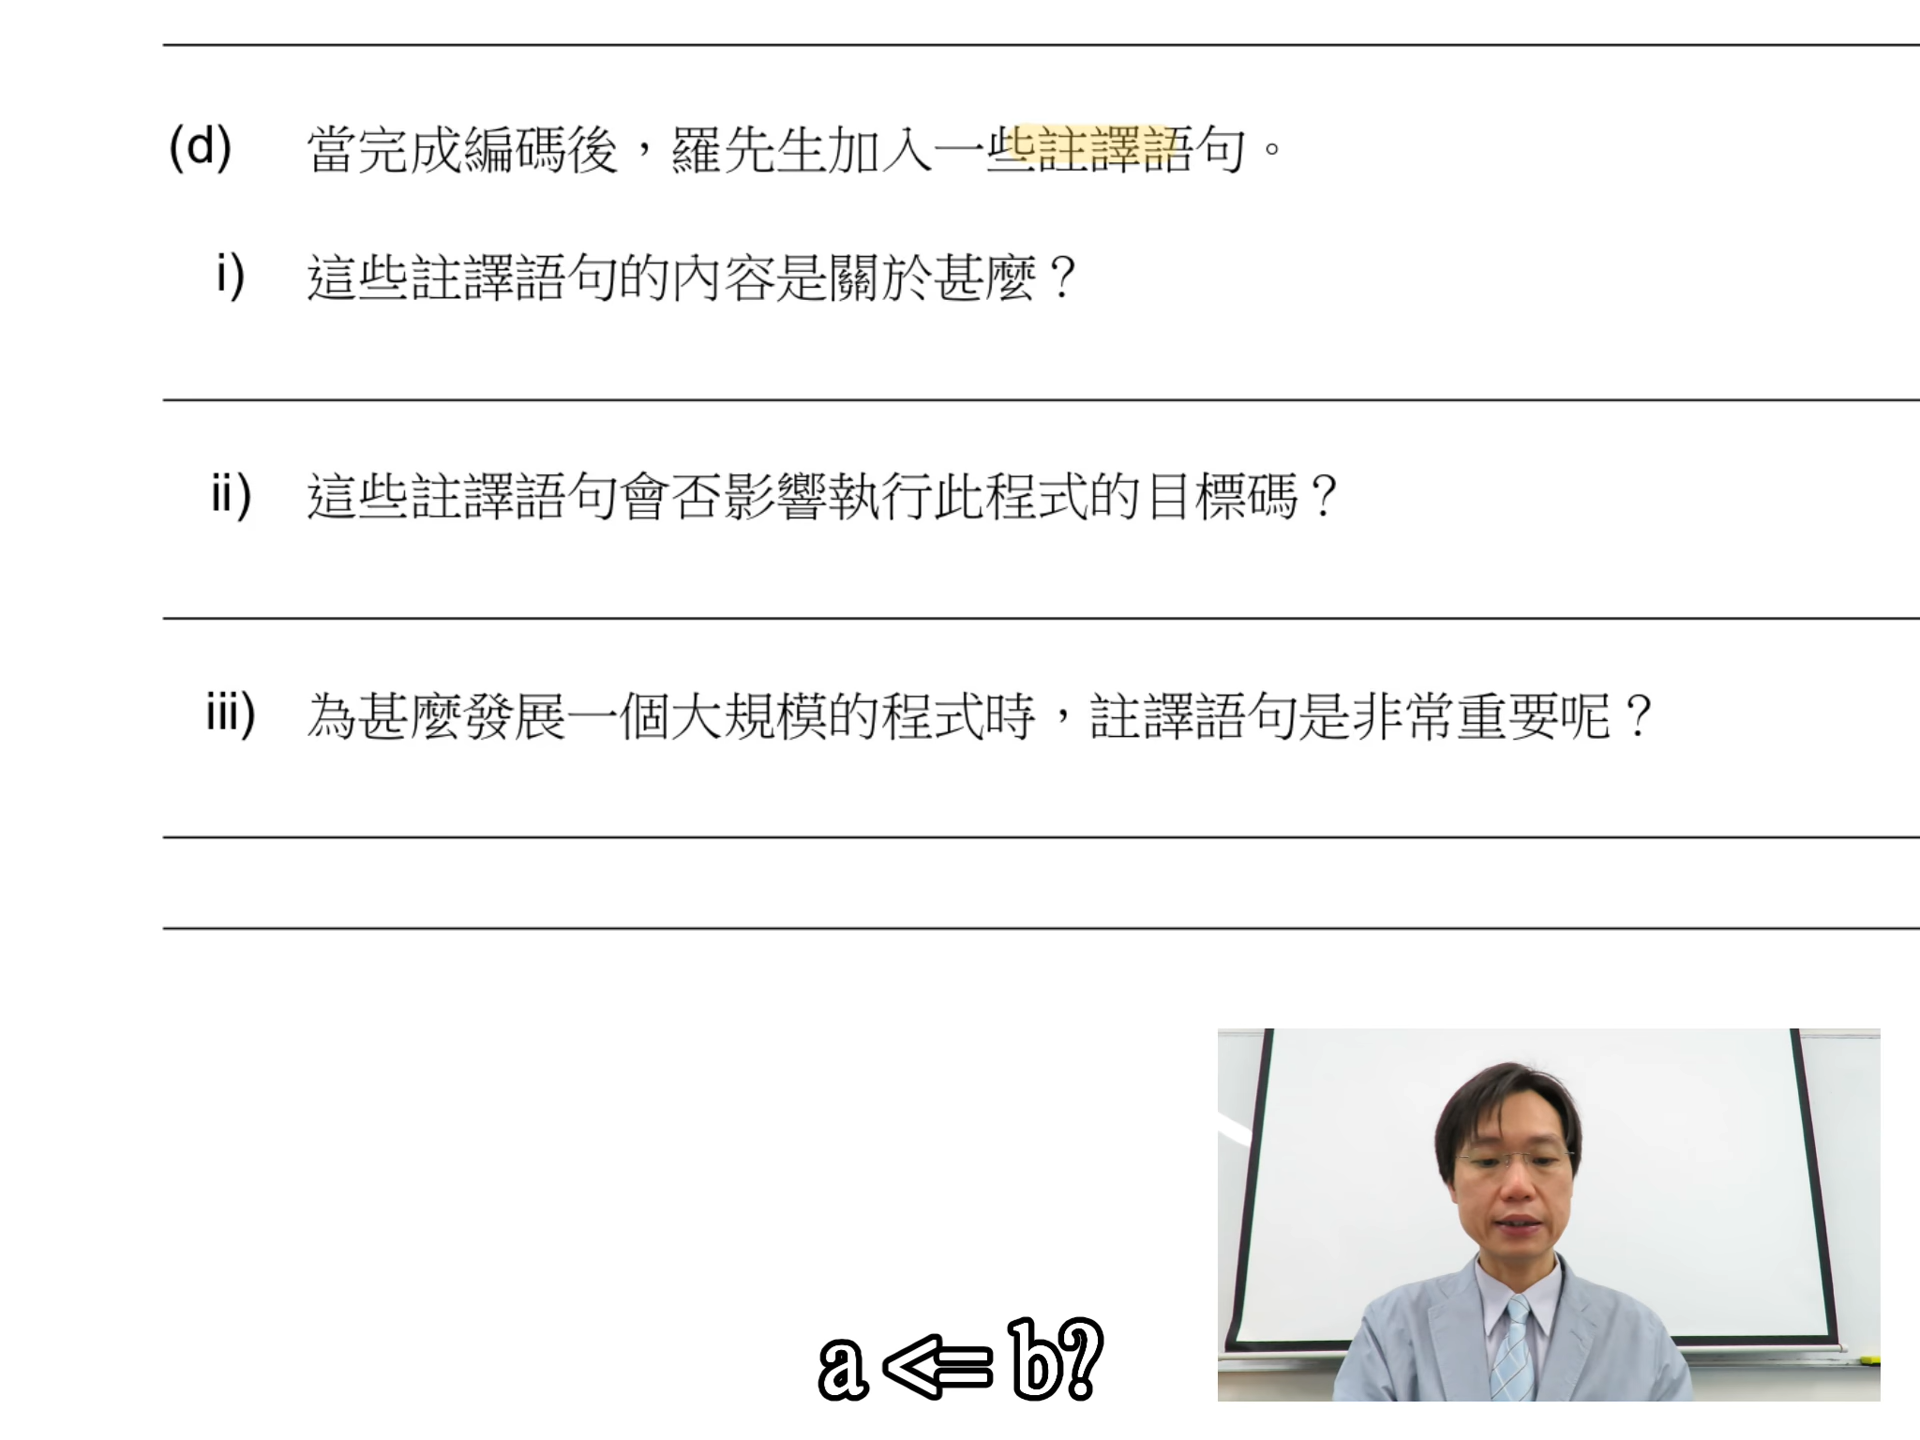 (d) 當完成編碼後，羅先生加入一些註譯語句。
i) 這些註譯語句的內容是關於甚麼？
ii) 這些註譯語句會否影響執行此程式的目標碼？
iii) 為甚麼發展一個大規模的程式時，註譯語句是非常重要呢？
a <= b?